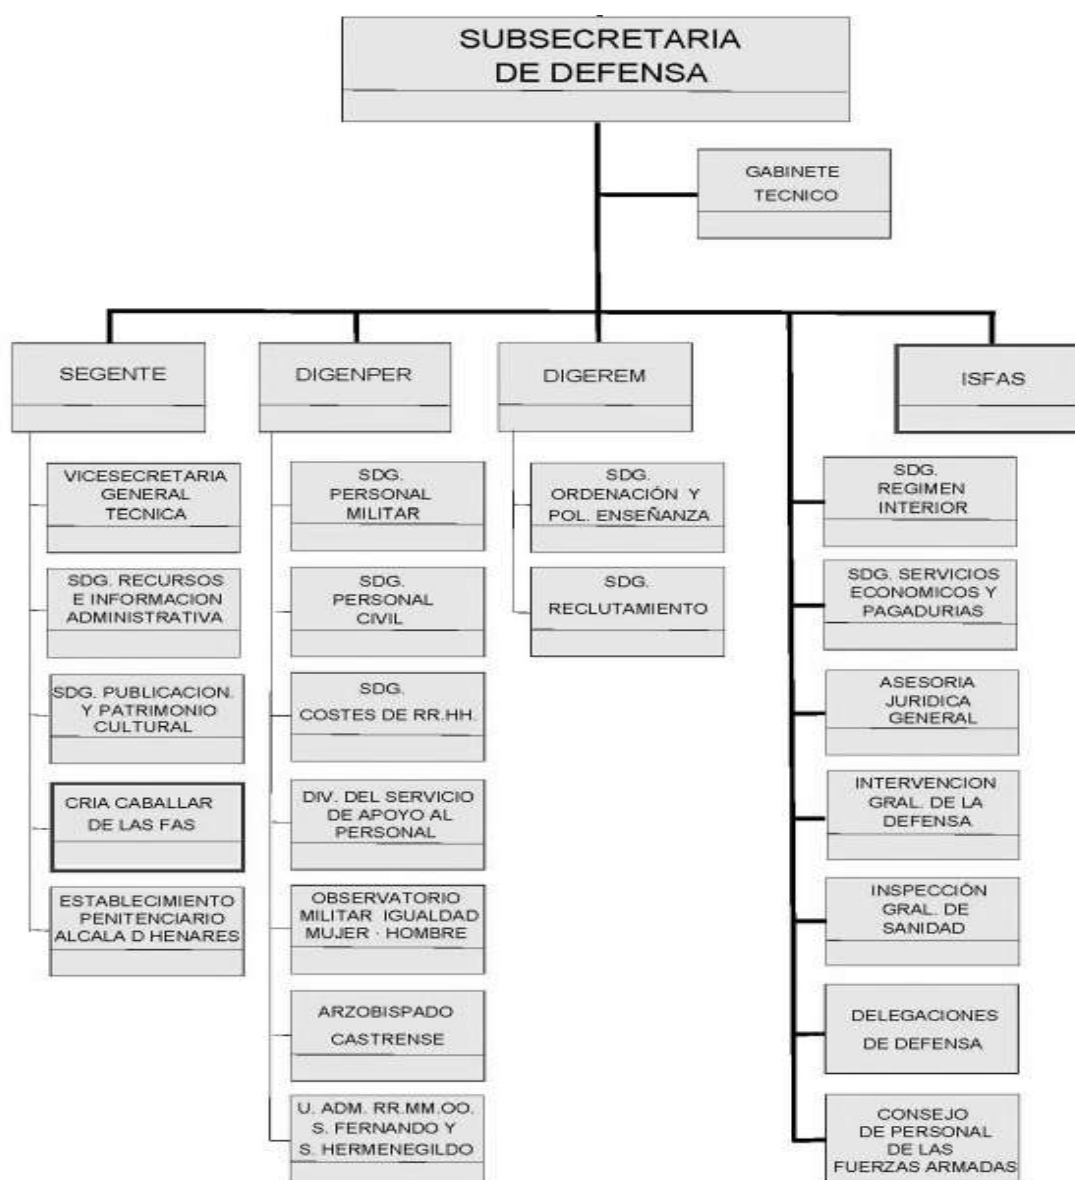 SUBSECRETARIA
DE DEFENSA
GABINETE
TECNICO
SEGENTE
DIGENPER
DIGEREM
ISFAS
VICESECRETARIA
GENERAL
TECNICA
SDG. RECURSOS
E INFORMACION
ADMINISTRATIVA
SDG. PUBLICACION.
Y PATRIMONIO
CULTURAL
CRIA CABALLAR
DE LAS FAS
ESTABLECIMIENTO
PENITENCIARIO
ALCALA D HENARES
SDG.
PERSONAL
MILITAR
SDG.
PERSONAL
CIVIL
SDG.
COSTES DE RR.HH.
DIV. DEL SERVICIO
DE APOYO AL
PERSONAL
OBSERVATORIO
MILITAR IGUALDAD
MUJER - HOMBRE
ARZOBISPADO
CASTRENSE
U. ADM. RR.MM.OO.
S. FERNANDO Y
S. HERMENEGILDO
SDG.
ORDENACIÓN Y
POL. ENSEÑANZA
SDG.
RECLUTAMIENTO
SDG.
REGIMEN
INTERIOR
SDG. SERVICIOS
ECONOMICOS Y
PAGADURIAS
ASESORIA
JURIDICA
GENERAL
INTERVENCION
GRAL. DE LA
DEFENSA
INSPECCIÓN
GRAL. DE
SANIDAD
DELEGACIONES
DE DEFENSA
CONSEJO
DE PERSONAL
DE LAS
FUERZAS ARMADAS